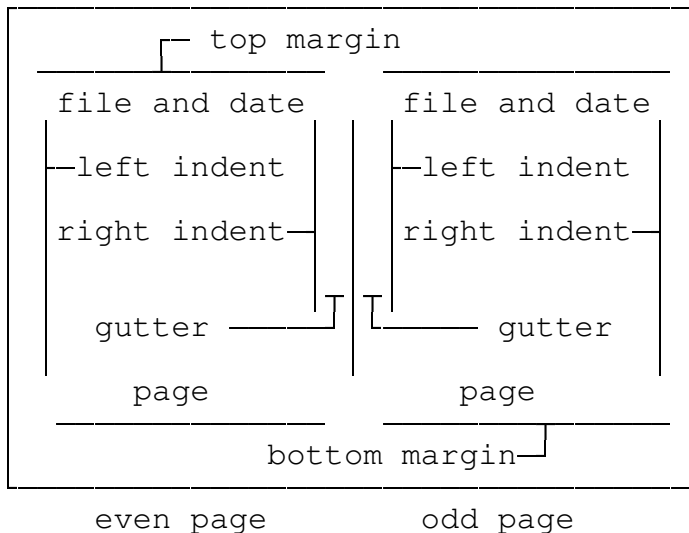 top margin
file and date file and date
left indent left indent
right indent right indent
gutter gutter
page page
bottom margin
even page odd page